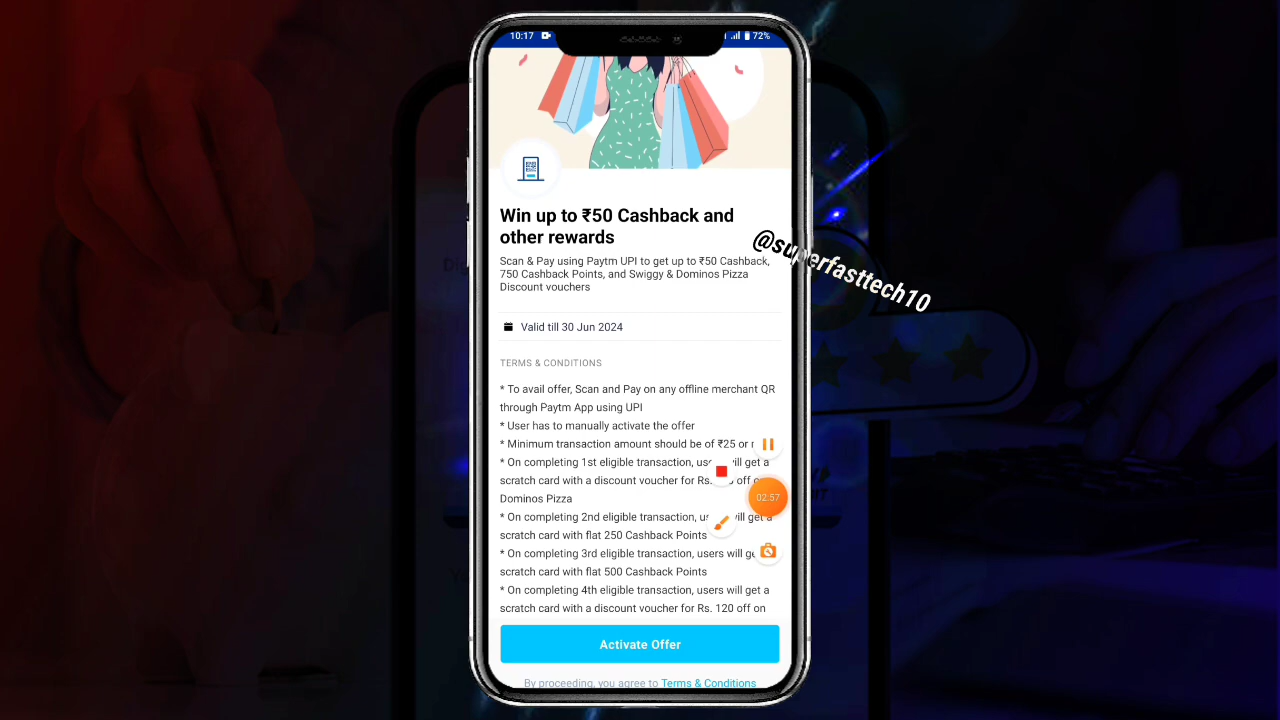 10:17
72%
Win up to ₹50 Cashback and
other rewards
@superfasttech10
Scan & Pay using Paytm UPI to get up to ₹50 Cashback,
750 Cashback Points, and Swiggy & Dominos Pizza
Discount vouchers
Valid till 30 Jun 2024
TERMS & CONDITIONS
* To avail offer, Scan and Pay on any offline merchant QR
through Paytm App using UPI
* User has to manually activate the offer
* Minimum transaction amount should be of ₹25 or
* On completing 1st eligible transaction, will get a
scratch card with a discount voucher for Rs. off
02:57
Dominos Pizza
* On completing 2nd eligible transaction, will get a
scratch card with flat 250 Cashback Points
* On completing 3rd eligible transaction, users will
scratch card with flat 500 Cashback Points
* On completing 4th eligible transaction, users will get a
scratch card with a discount voucher for Rs. 120 off on
Activate Offer
By proceeding, you agree to Terms & Conditions